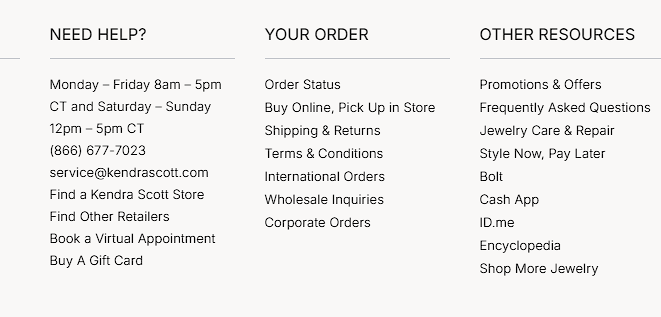 NEED HELP?
Monday – Friday 8am – 5pm
CT and Saturday – Sunday
12pm – 5pm CT
(866) 677-7023
service@kendrascott.com
Find a Kendra Scott Store
Find Other Retailers
Book a Virtual Appointment
Buy A Gift Card
YOUR ORDER
Order Status
Buy Online, Pick Up in Store
Shipping & Returns
Terms & Conditions
International Orders
Wholesale Inquiries
Corporate Orders
OTHER RESOURCES
Promotions & Offers
Frequently Asked Questions
Jewelry Care & Repair
Style Now, Pay Later
Bolt
Cash App
ID.me
Encyclopedia
Shop More Jewelry